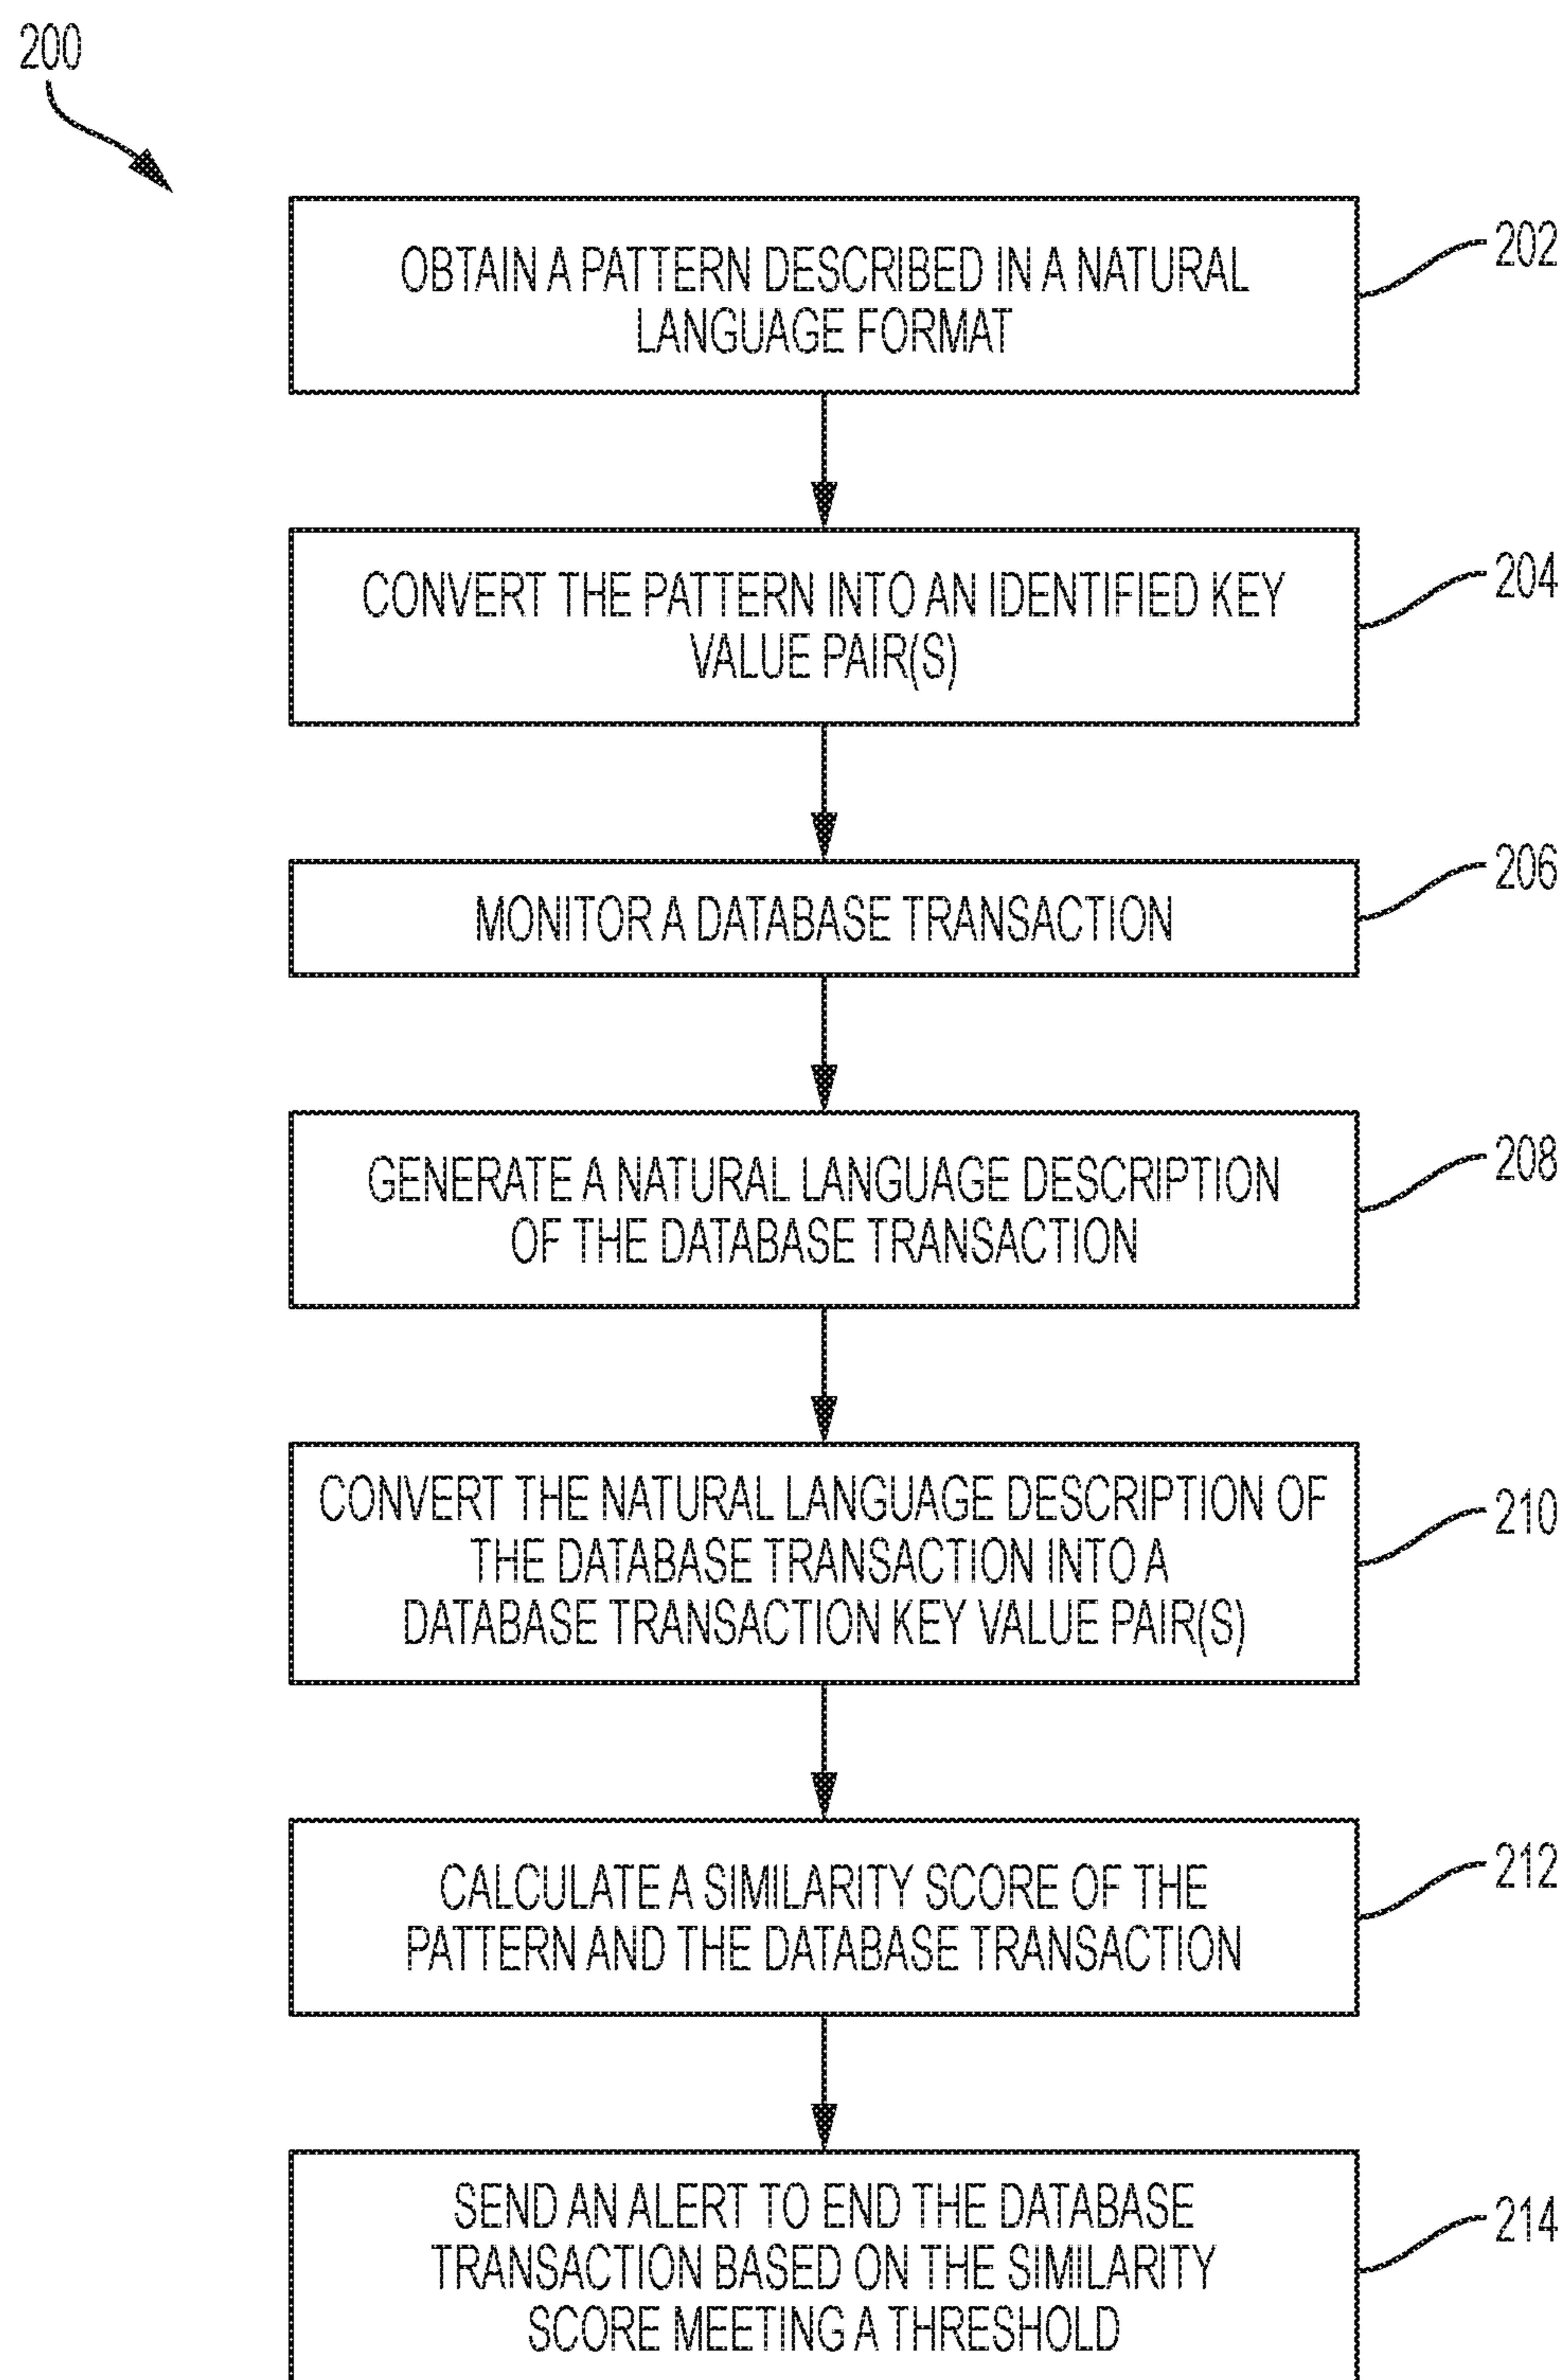 200
OBTAIN A PATTERN DESCRIBED IN A NATURAL
LANGUAGE FORMAT
202
CONVERT THE PATTERN INTO AN IDENTIFIED KEY
VALUE PAIR(S)
204
MONITOR A DATABASE TRANSACTION
206
GENERATE A NATURAL LANGUAGE DESCRIPTION
OF THE DATABASE TRANSACTION
208
CONVERT THE NATURAL LANGUAGE DESCRIPTION OF
THE DATABASE TRANSACTION INTO A
DATABASE TRANSACTION KEY VALUE PAIR(S)
210
CALCULATE A SIMILARITY SCORE OF THE
PATTERN AND THE DATABASE TRANSACTION
212
SEND AN ALERT TO END THE DATABASE
TRANSACTION BASED ON THE SIMILARITY
SCORE MEETING A THRESHOLD
214